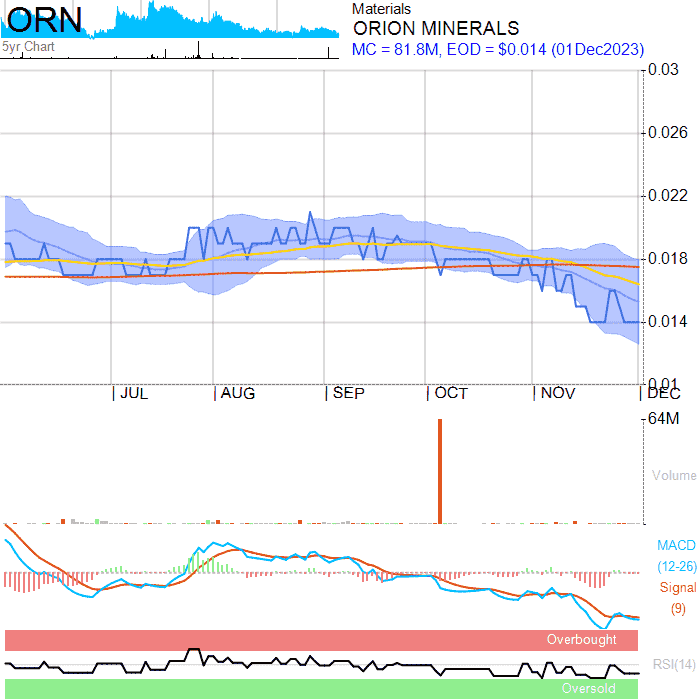 ORN
5yr Chart
Materials
ORION MINERALS
MC = 81.8M, EOD = $0.014 (01Dec2023)
0.03
0.026
0.022
0.018
0.014
0.01
JUL AUG SEP OCT NOV DEC
64M
Volume
MACD
(12-26)
Signal
(9)
Overbought
RSI(14)
Oversold